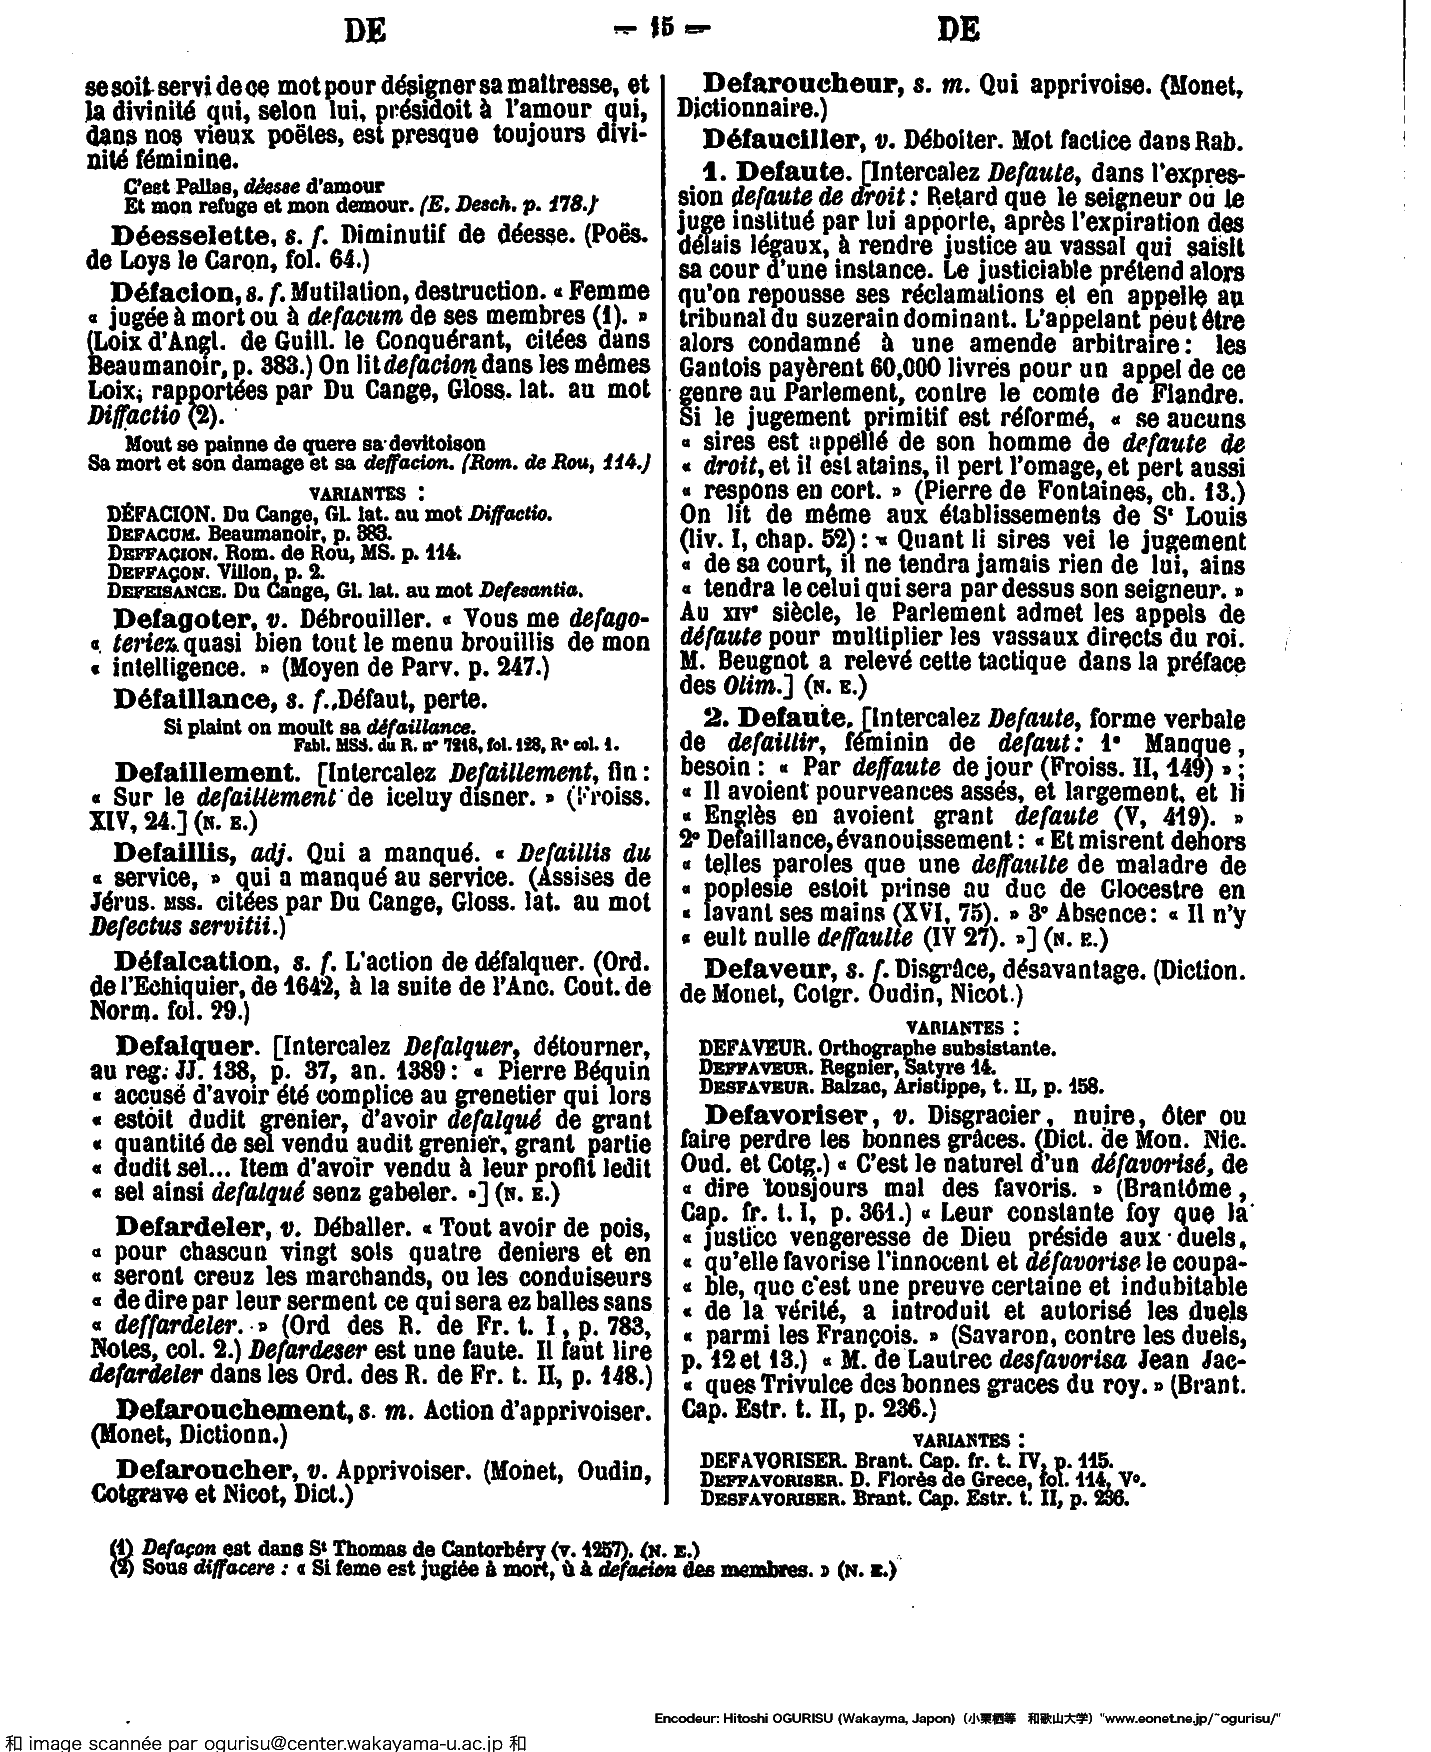 DE — 15 — DE
se soit servi de ce mot pour désigner sa maitresse, et
la divinité qui, selon lui, présidoit à l'amour qui,
dans nos vieux poëtes, est presque toujours divi-
nité féminine.
C'est Pallas, déesse d'amour
Et mon refuge et mon demour. (E. Desch. p. 178.)
Déesselette, s. f. Diminutif de déesse. (Poës.
de Loys le Caron, fol. 64.)
Défacion, s. f. Mutilation, destruction. « Femme
« jugée à mort ou à defacum de ses membres (1). »
(Loix d'Angl. de Guill. le Conquérant, citées dans
Beaumanoir, p. 383.) On lit defacion dans les mêmes
Loix, rapportées par Du Cange, Gloss. lat. au mot
Diffactio (2).
Mout se painne de quere sa devitoison
Sa mort et son damage et sa deffacion. (Rom. de Rou, 114.)
VARIANTES :
DÉFACION. Du Cange, Gl. lat. au mot Diffactio.
DEFACUM. Beaumanoir, p. 383.
DEFFACION. Rom. de Rou, MS. p. 114.
DEFFAÇON. Villon, p. 2.
DEFEISANCE. Du Cange, Gl. lat. au mot Defesantia.
Defagoter, v. Débrouiller. « Vous me defago-
« teriez quasi bien tout le menu brouillis de mon
« intelligence. » (Moyen de Parv. p. 247.)
Défaillance, s. f. Défaut, perte.
Si plaint on moult sa défaillance.
Fabl. MSS. du R. n° 7218, fol. 128, R° col. 1.
Defaillement. [Intercalez Defaillement, fin :
« Sur le defaillement de iceluy disner. » (Froiss.
XIV, 24.] (N. E.)
Defaillis, adj. Qui a manqué. « Defaillis du
« service, » qui a manqué au service. (Assises de
Jérus. MSS. citées par Du Cange, Gloss. lat. au mot
Defectus servitii.)
Défalcation, s. f. L'action de défalquer. (Ord.
de l'Echiquier, de 1642, à la suite de l'Anc. Cout. de
Norm. fol. 29.)
Defalquer. [Intercalez Defalquer, détourner,
au reg. JJ. 138, p. 37, an. 1389 : « Pierre Béquin
« accusé d'avoir été complice au grenetier qui lors
« estoit dudit grenier, d'avoir defalqué de grant
« quantité de sel vendu audit grenier, grant partie
« dudit sel... Item d'avoir vendu à leur profit ledit
« sel ainsi defalqué senz gabeler. »] (N. E.)
Defardeler, v. Déballer. « Tout avoir de pois,
« pour chascun vingt sols quatre deniers et en
« seront creuz les marchands, ou les conduiseurs
« de dire par leur serment ce qui sera ez balles sans
« deffardeler. » (Ord des R. de Fr. t. I, p. 783,
Notes, col. 2.) Defardeser est une faute. Il faut lire
defardeler dans les Ord. des R. de Fr. t. II, p. 148.)
Defarouchement, s. m. Action d'apprivoiser.
(Monet, Dictionn.)
Defaroucher, v. Apprivoiser. (Monet, Oudin,
Cotgrave et Nicot, Dict.)
Defaroucheur, s. m. Qui apprivoise. (Monet,
Dictionnaire.)
Défauciller, v. Déboiter. Mot factice dans Rab.
1. Defaute. [Intercalez Defaute, dans l'expres-
sion defaute de droit : Retard que le seigneur ou le
juge institué par lui apporte, après l'expiration des
délais légaux, à rendre justice au vassal qui saisit
sa cour d'une instance. Le justiciable prétend alors
qu'on repousse ses réclamations et en appelle au
tribunal du suzerain dominant. L'appelant peut être
alors condamné à une amende arbitraire : les
Gantois payèrent 60,000 livres pour un appel de ce
genre au Parlement, contre le comte de Flandre.
Si le jugement primitif est réformé, « se aucuns
« sires est appellé de son homme de defaute de
« droit, et il est atains, il pert l'omage, et pert aussi
« respons en cort. » (Pierre de Fontaines, ch. 13.)
On lit de même aux établissements de St Louis
(liv. I, chap. 52) : « Quant li sires vei le jugement
« de sa court, il ne tendra jamais rien de lui, ains
« tendra le celui qui sera par dessus son seigneur. »
Au XIVe siècle, le Parlement admet les appels de
défaute pour multiplier les vassaux directs du roi.
M. Beugnot a relevé cette tactique dans la préface
des Olim.] (N. E.)
2. Defaute. [Intercalez Defaute, forme verbale
de defaillir, féminin de defaut : 1° Manque,
besoin : « Par deffaute de jour (Froiss. II, 149) » ;
« Il avoient pourveances assés, et largement, et li
« Englès en avoient grant defaute (V, 419). »
2° Defaillance, évanouissement : « Et misrent dehors
« telles paroles que une deffaulte de maladre de
« poplesie estoit prinse au duc de Glocestre en
« lavant ses mains (XVI, 75). » 3° Absence : « Il n'y
« eult nulle deffaulte (IV 27). »] (N. E.)
Defaveur, s. f. Disgrâce, désavantage. (Diction.
de Monet, Cotgr. Oudin, Nicot.)
VARIANTES :
DEFAVEUR. Orthographe subsistante.
DEFFAVEUR. Regnier, Satyre 14.
DESFAVEUR. Balzac, Aristippe, t. II, p. 158.
Defavoriser, v. Disgracier, nuire, ôter ou
faire perdre les bonnes grâces. (Dict. de Mon. Nic.
Oud. et Cotg.) « C'est le naturel d'un défavorisé, de
« dire tousjours mal des favoris. » (Brantôme,
Cap. fr. t. I, p. 361.) « Leur constante foy que la
« justice vengeresse de Dieu préside aux duels,
« qu'elle favorise l'innocent et défavorise le coupa-
« ble, que c'est une preuve certaine et indubitable
« de la vérité, a introduit et autorisé les duels
« parmi les François. » (Savaron, contre les duels,
p. 12 et 13.) « M. de Lautrec desfavorisa Jean Jac-
« ques Trivulce des bonnes graces du roy. » (Brant.
Cap. Estr. t. II, p. 236.)
VARIANTES :
DEFAVORISER. Brant. Cap. fr. t. IV, p. 115.
DEFFAVORISER. D. Florès de Grece, fol. 114, V°.
DESFAVORISER. Brant. Cap. Estr. t. II, p. 236.
(1) Defaçon est dans St Thomas de Cantorbéry (v. 1257). (N. E.)
(2) Sous diffacere : « Si feme est jugiée à mort, ù à defacion des membres. » (N. E.)
Encodeur: Hitoshi OGURISU (Wakayma, Japon) (小栗栖等 和歌山大学) "www.eonet.ne.jp/~ogurisu/"
和 image scannée par ogurisu@center.wakayama-u.ac.jp 和